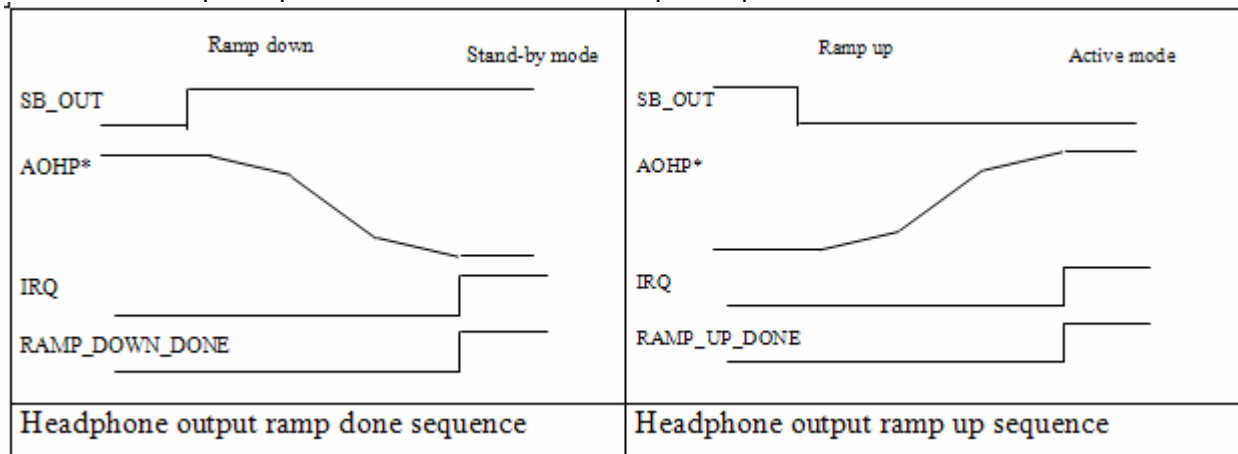 Ramp down
Stand-by mode
SB_OUT
AOHP*
IRQ
RAMP_DOWN_DONE
Headphone output ramp done sequence
Ramp up
Active mode
SB_OUT
AOHP*
IRQ
RAMP_UP_DONE
Headphone output ramp up sequence